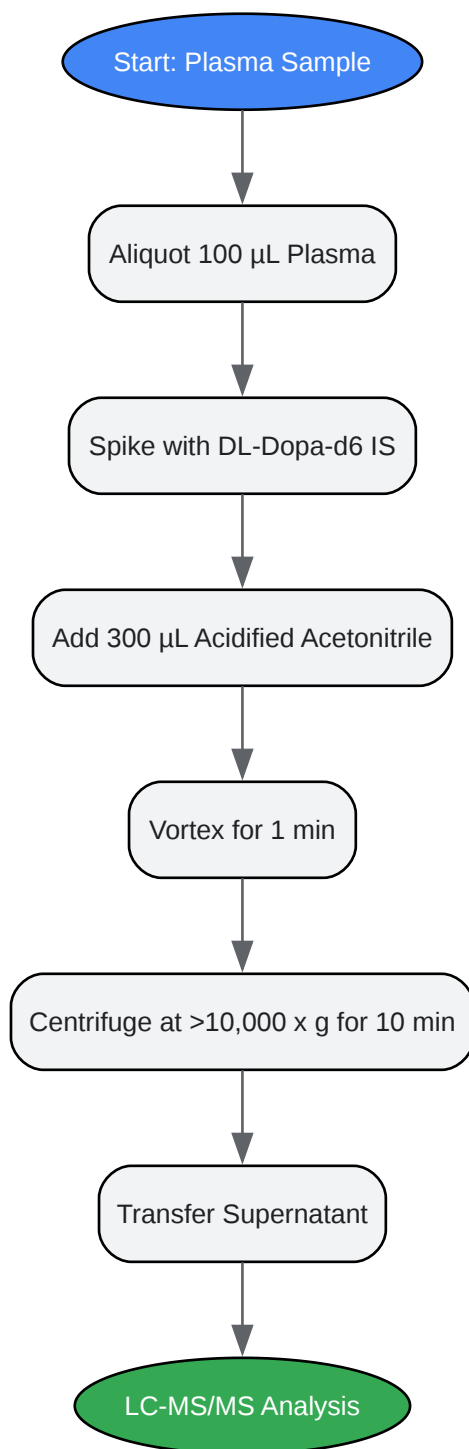 Start: Plasma Sample
Aliquot 100 µL Plasma
Spike with DL-Dopa-d6 IS
Add 300 µL Acidified Acetonitrile
Vortex for 1 min
Centrifuge at >10,000 x g for 10 min
Transfer Supernatant
LC-MS/MS Analysis